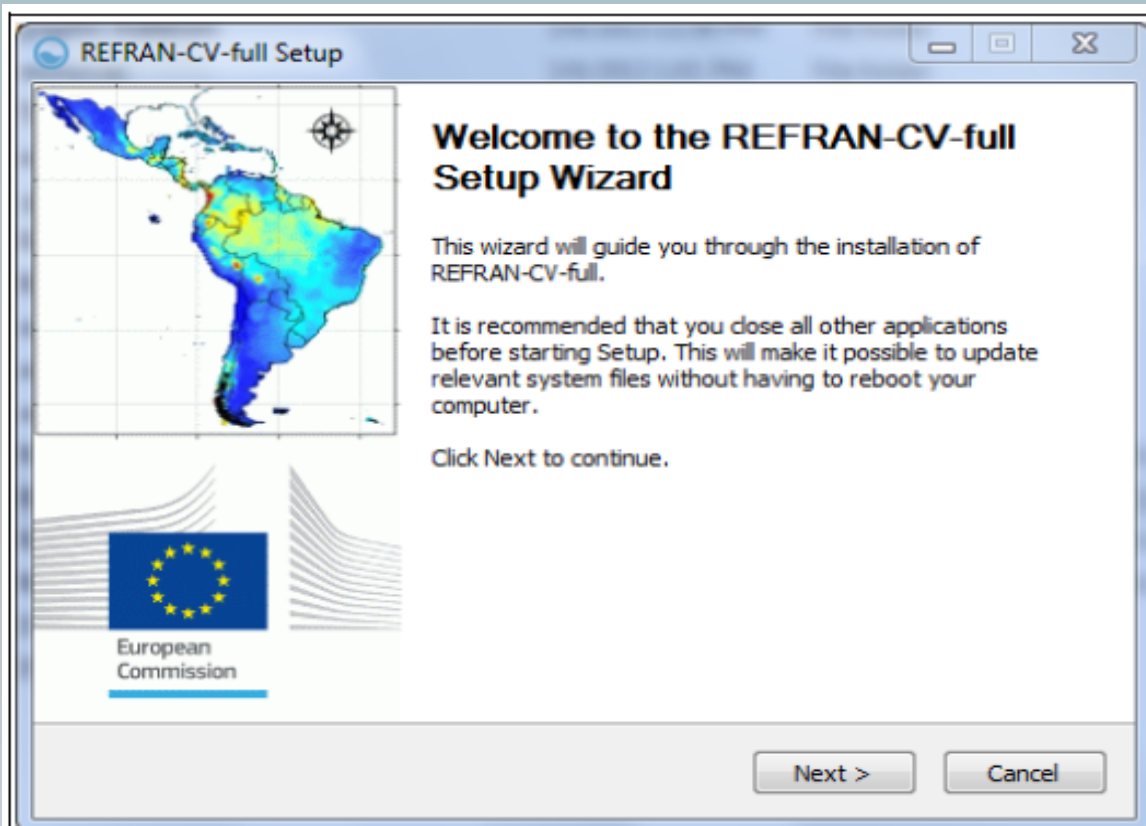 REFRAN-CV-full Setup
Welcome to the REFRAN-CV-full
Setup Wizard
This wizard will guide you through the installation of
REFRAN-CV-full.
It is recommended that you close all other applications
before starting Setup. This will make it possible to update
relevant system files without having to reboot your
computer.
Click Next to continue.
European
Commission
Next >
Cancel